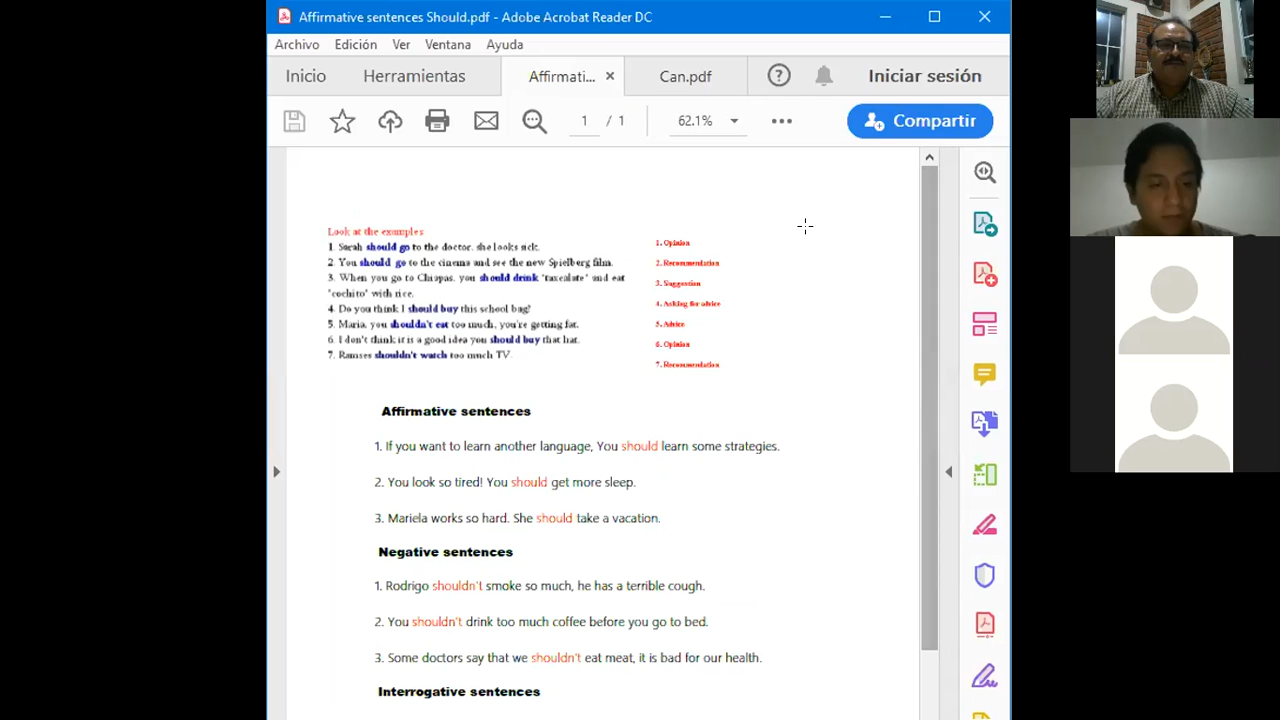 Affirmative sentences Should.pdf - Adobe Acrobat Reader DC
Archivo Edición Ver Ventana Ayuda
Inicio Herramientas Affirmati... Can.pdf Iniciar sesión
1 / 1 62.1% Compartir
Look at the examples
1. Sarah should go to the doctor, she looks sick.
2. You should go to the cinema and see the new Spielberg film.
3. When you go to Chiapas, you should drink "taxcalate" and eat
"cochito" with rice.
4. Do you think I should buy this school bag?
5. Maria, you shouldn't eat too much, you're getting fat.
6. I don't think it is a good idea you should buy that hat.
7. Ramses shouldn't watch too much TV.
1. Opinion
2. Recommendation
3. Suggestion
4. Asking for advice
5. Advice
6. Opinion
7. Recommendation
Affirmative sentences
1. If you want to learn another language, You should learn some strategies.
2. You look so tired! You should get more sleep.
3. Mariela works so hard. She should take a vacation.
Negative sentences
1. Rodrigo shouldn't smoke so much, he has a terrible cough.
2. You shouldn't drink too much coffee before you go to bed.
3. Some doctors say that we shouldn't eat meat, it is bad for our health.
Interrogative sentences